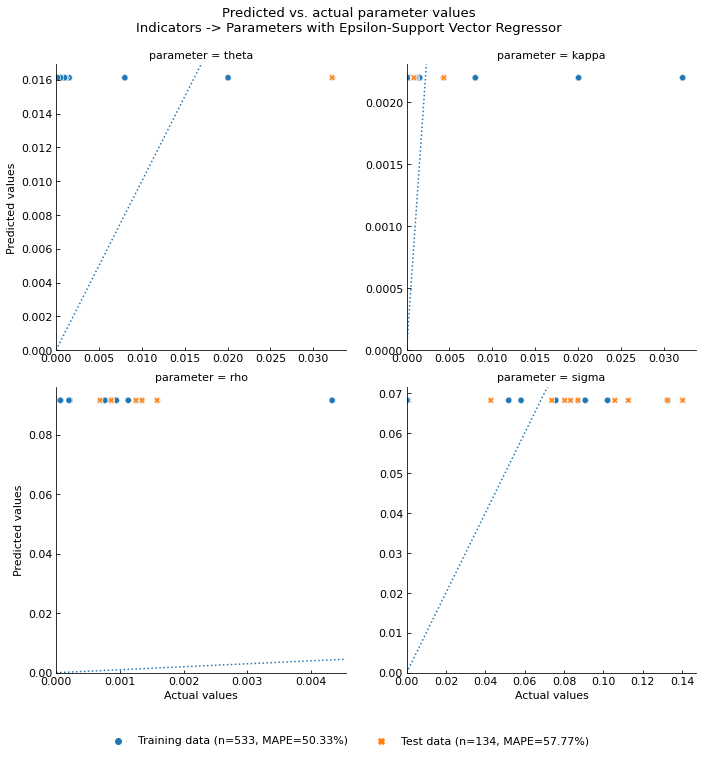 Predicted vs. actual parameter values
Indicators -> Parameters with Epsilon-Support Vector Regressor
parameter = theta
parameter = kappa
Predicted values
0.016
0.014
0.012
0.010
0.008
0.006
0.004
0.002
0.000
0.000 0.005 0.010 0.015 0.020 0.025 0.030
0.0020
0.0015
0.0010
0.0005
0.0000
0.000 0.005 0.010 0.015 0.020 0.025 0.030
parameter = rho
parameter = sigma
Predicted values
0.08
0.06
0.04
0.02
0.00
0.000 0.001 0.002 0.003 0.004
Actual values
0.07
0.06
0.05
0.04
0.03
0.02
0.01
0.00
0.00 0.02 0.04 0.06 0.08 0.10 0.12 0.14
Actual values
Training data (n=533, MAPE=50.33%)
Test data (n=134, MAPE=57.77%)